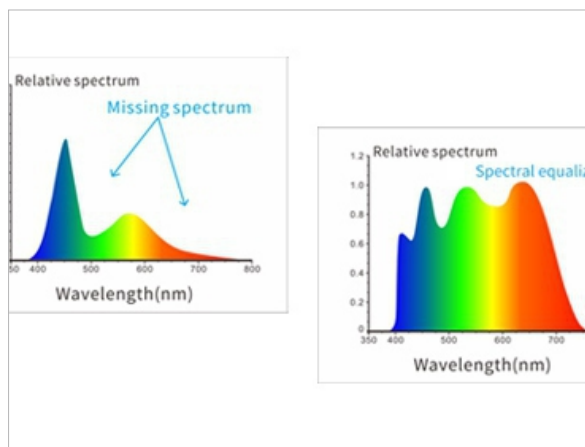 Relative spectrum
Missing spectrum
400 500 600 700 800
Wavelength(nm)
Relative spectrum
Spectral equaliz
1.2
1.0
0.8
0.6
0.4
0.2
0
350 400 500 600 700
Wavelength(nm)